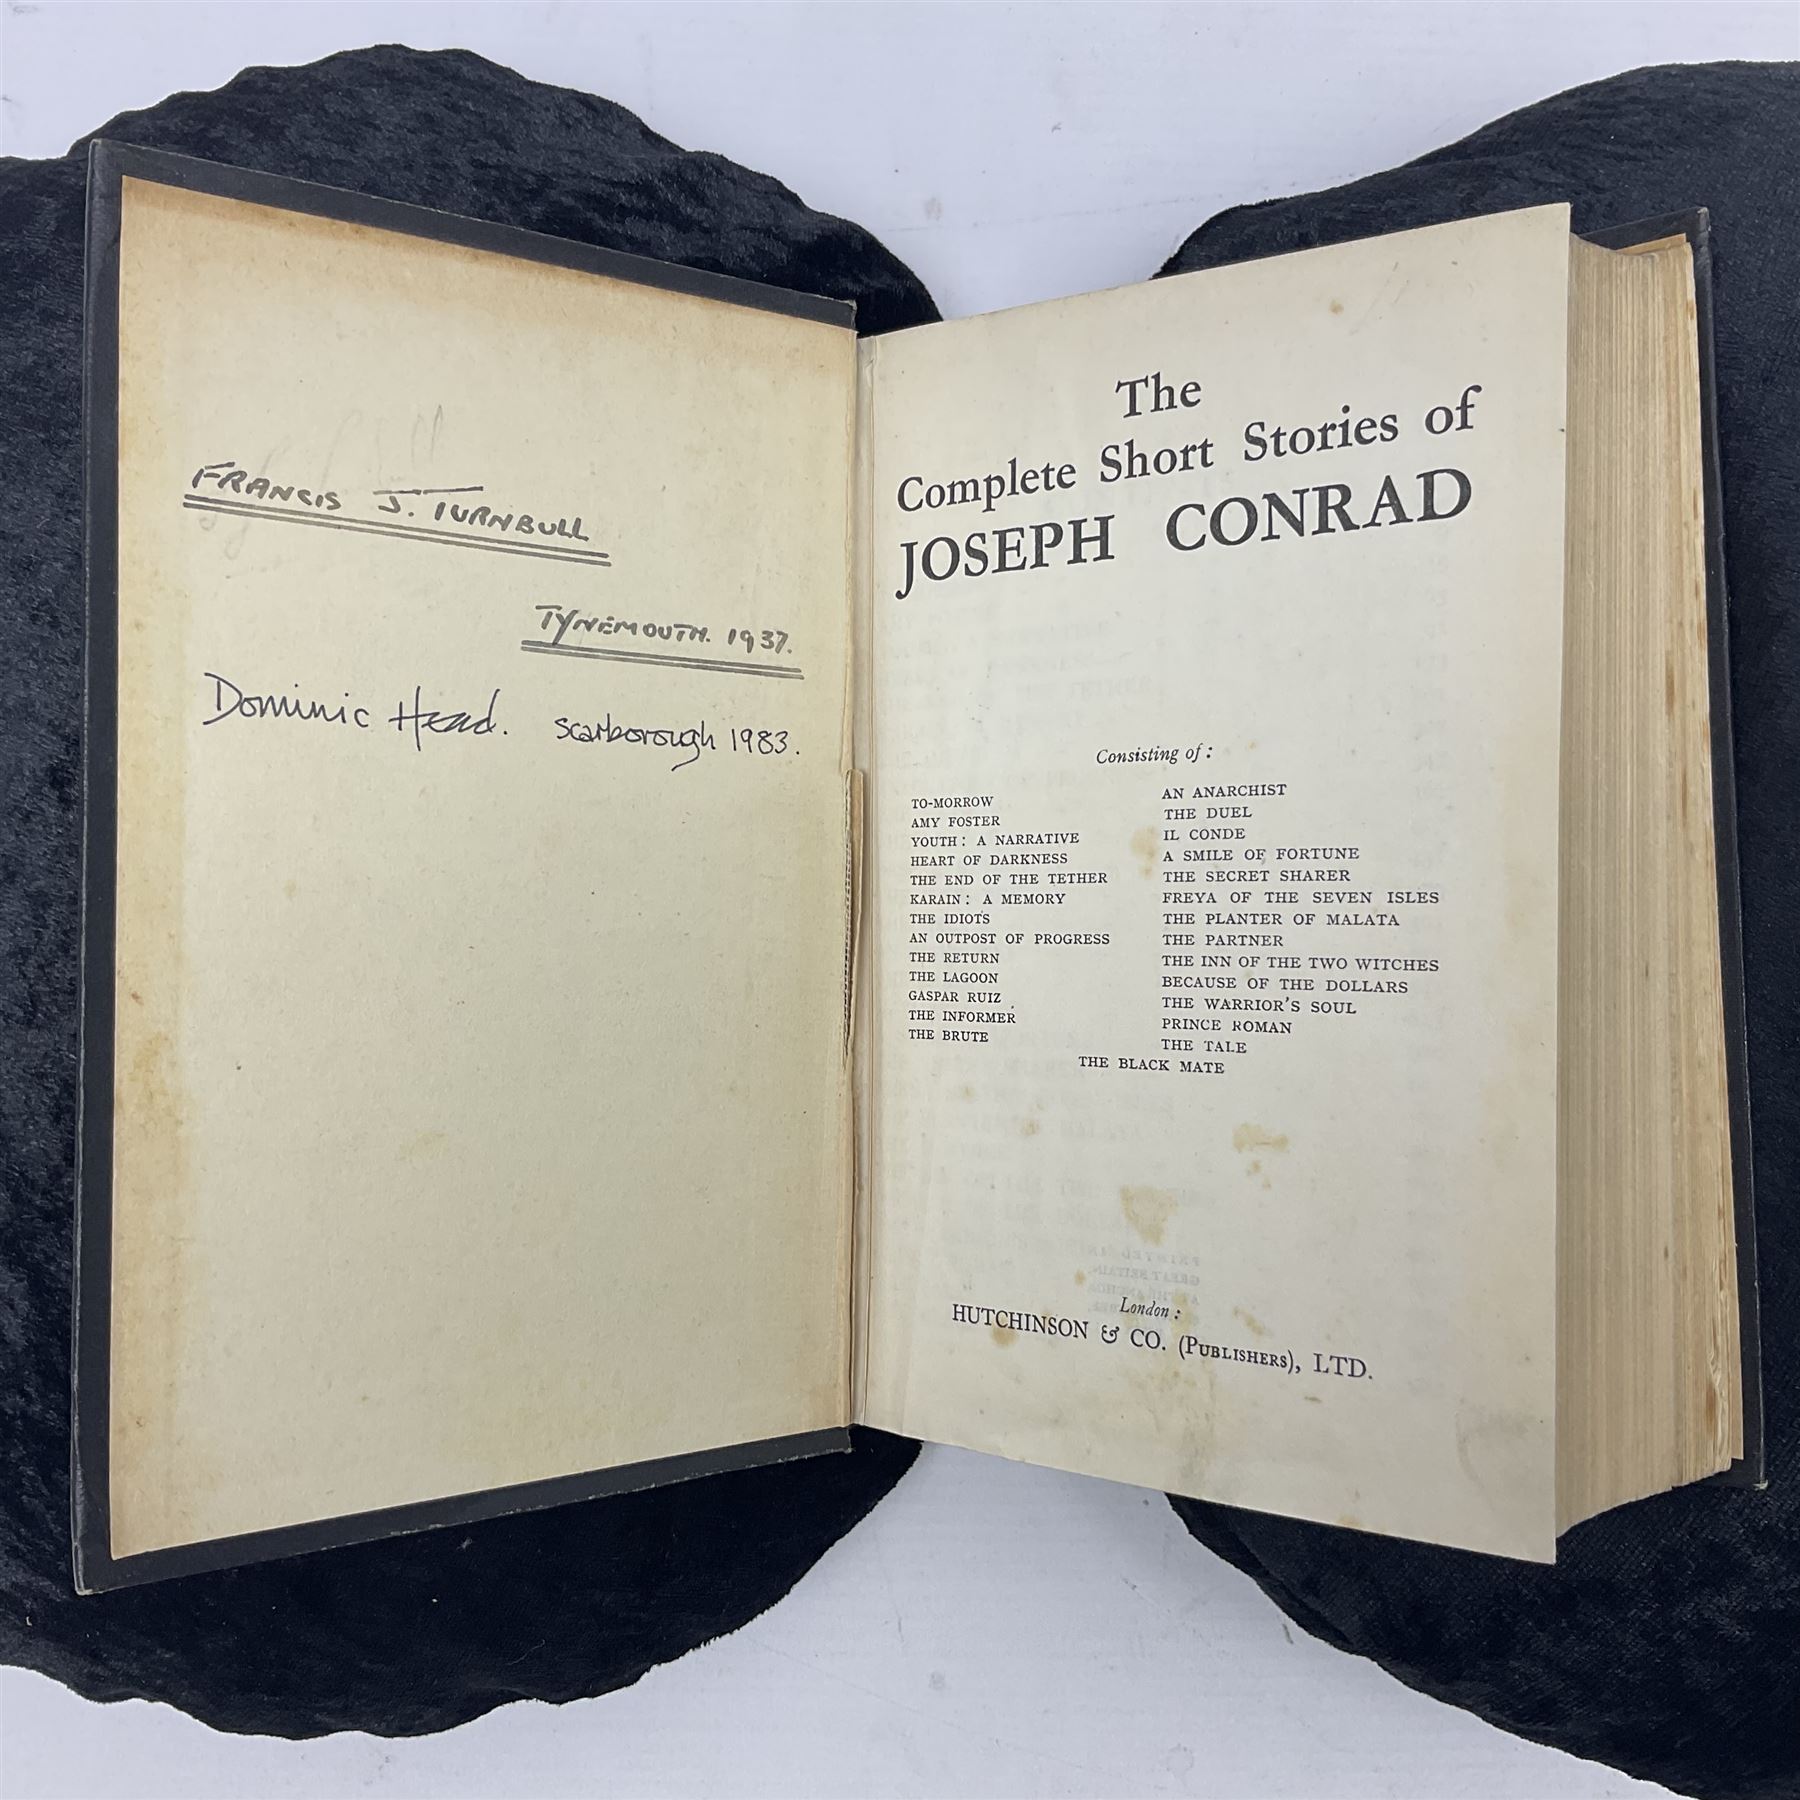 FRANCIS J. TURNBULL
TYNEMOUTH. 1937.
Dominic Head. Scarborough 1983.
The
Complete Short Stories of
JOSEPH CONRAD
Consisting of :
TO-MORROW
AMY FOSTER
YOUTH : A NARRATIVE
HEART OF DARKNESS
THE END OF THE TETHER
KARAIN : A MEMORY
THE IDIOTS
AN OUTPOST OF PROGRESS
THE RETURN
THE LAGOON
GASPAR RUIZ
THE INFORMER
THE BRUTE
AN ANARCHIST
THE DUEL
IL CONDE
A SMILE OF FORTUNE
THE SECRET SHARER
FREYA OF THE SEVEN ISLES
THE PLANTER OF MALATA
THE PARTNER
THE INN OF THE TWO WITCHES
BECAUSE OF THE DOLLARS
THE WARRIOR'S SOUL
PRINCE ROMAN
THE TALE
THE BLACK MATE
London :
HUTCHINSON & CO. (PUBLISHERS), LTD.